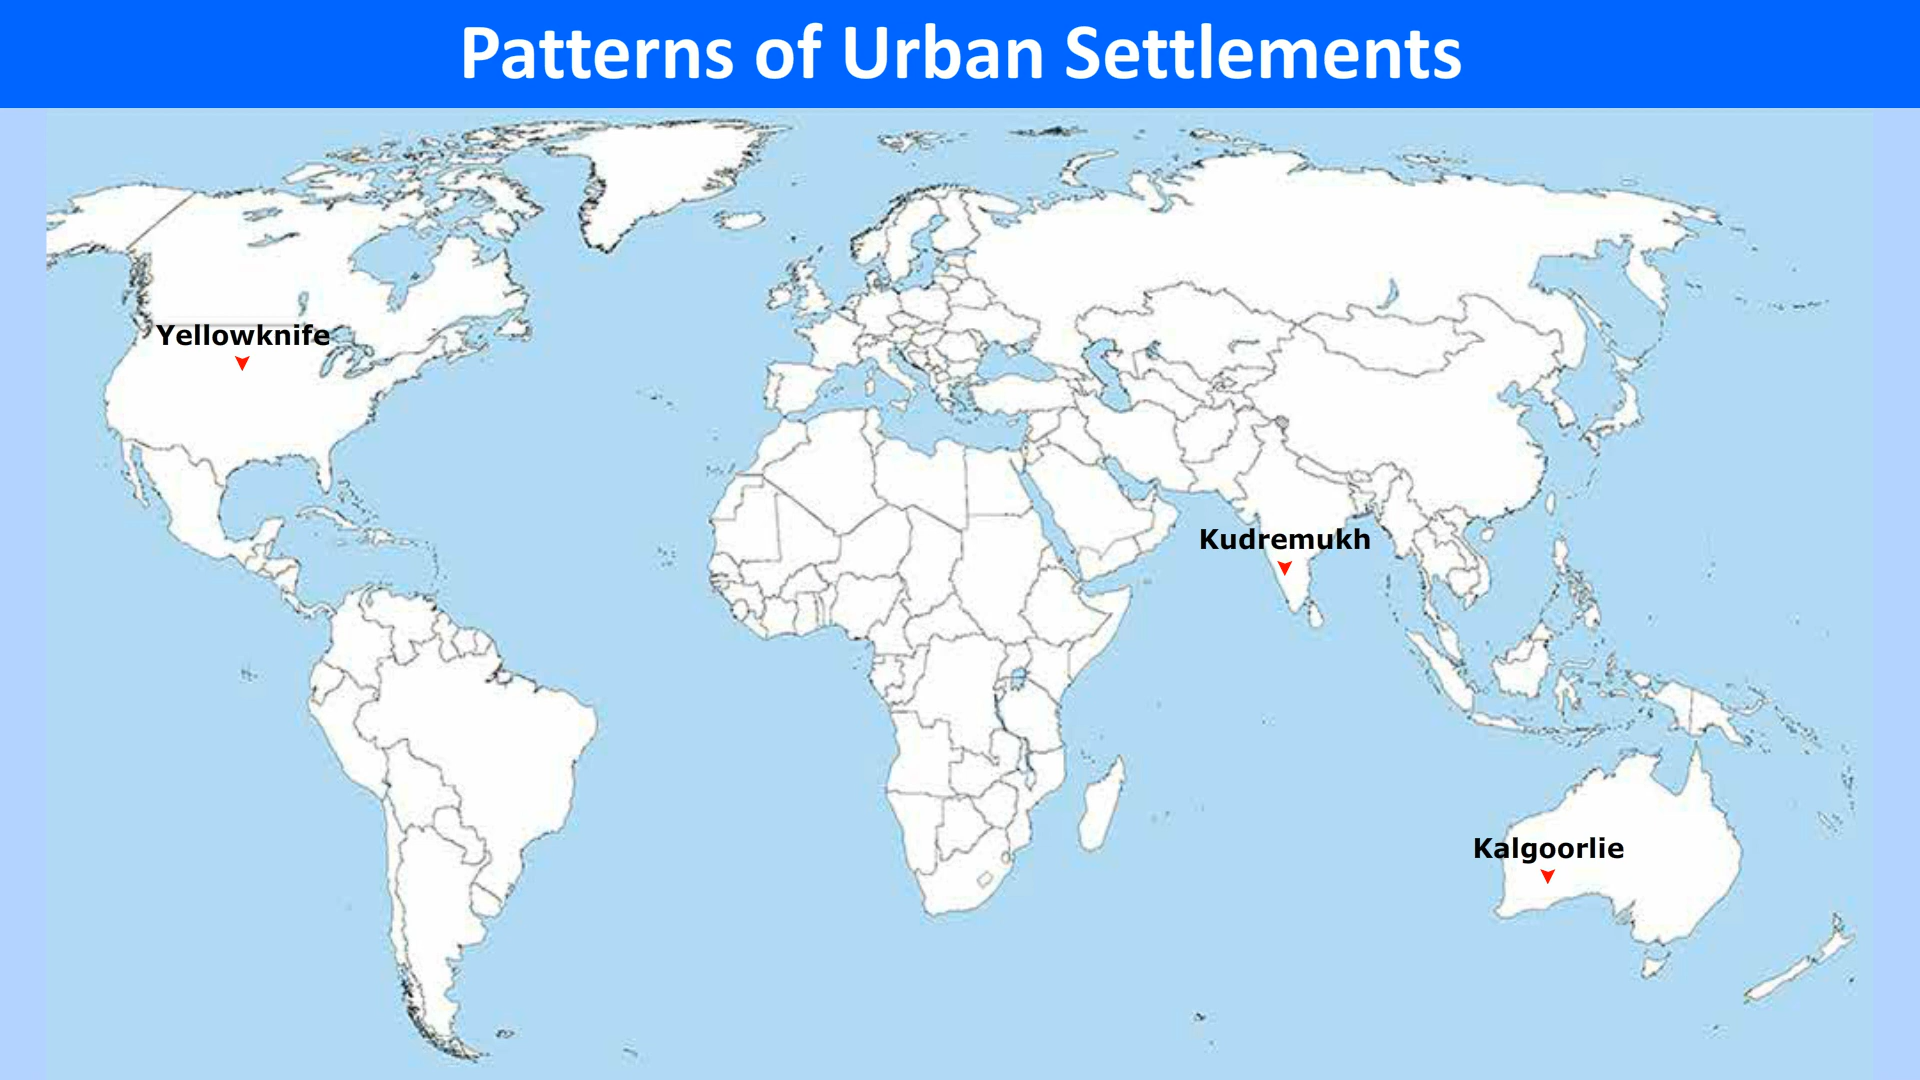 Patterns of Urban Settlements
Yellowknife
Kudremukh
Kalgoorlie